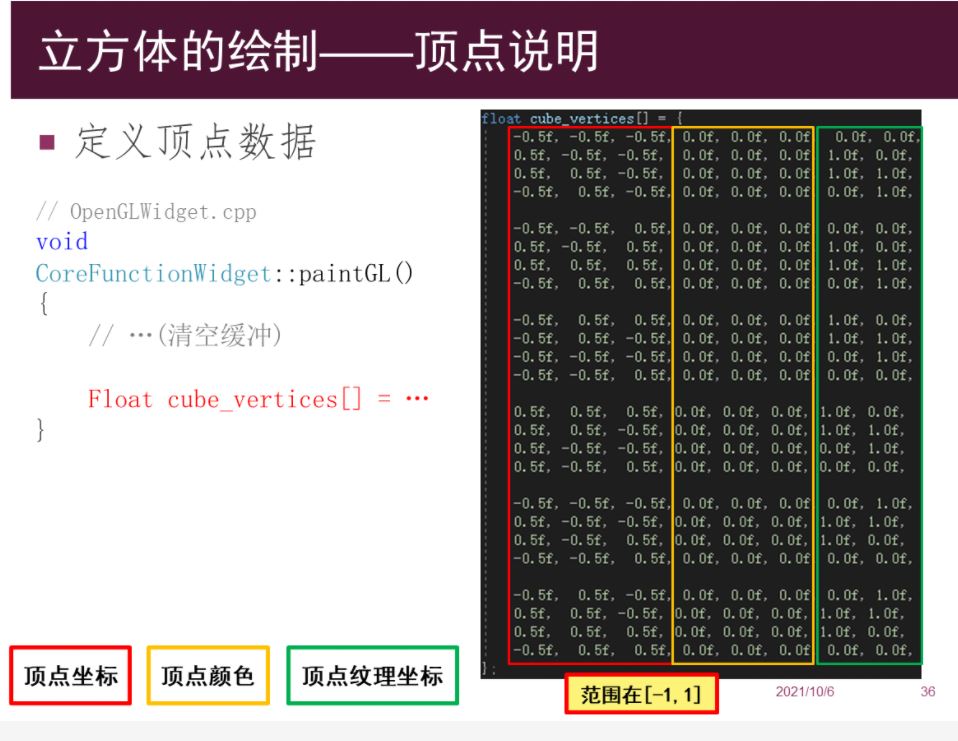 立方体的绘制——顶点说明
■ 定义顶点数据
// OpenGLWidget.cpp
void
CoreFunctionWidget::paintGL()
{
// …(清空缓冲)
Float cube_vertices[] = …
}
float cube_vertices[] = {
-0.5f, -0.5f, -0.5f, 0.0f, 0.0f, 0.0f 0.0f, 0.0f,
0.5f, -0.5f, -0.5f, 0.0f, 0.0f, 0.0f 1.0f, 0.0f,
0.5f, 0.5f, -0.5f, 0.0f, 0.0f, 0.0f 1.0f, 1.0f,
-0.5f, 0.5f, -0.5f, 0.0f, 0.0f, 0.0f 0.0f, 1.0f,
-0.5f, -0.5f, 0.5f, 0.0f, 0.0f, 0.0f 0.0f, 0.0f,
0.5f, -0.5f, 0.5f, 0.0f, 0.0f, 0.0f 1.0f, 0.0f,
0.5f, 0.5f, 0.5f, 0.0f, 0.0f, 0.0f 1.0f, 1.0f,
-0.5f, 0.5f, 0.5f, 0.0f, 0.0f, 0.0f 0.0f, 1.0f,
-0.5f, 0.5f, 0.5f, 0.0f, 0.0f, 0.0f 1.0f, 0.0f,
-0.5f, 0.5f, -0.5f, 0.0f, 0.0f, 0.0f 1.0f, 1.0f,
-0.5f, -0.5f, -0.5f, 0.0f, 0.0f, 0.0f 0.0f, 1.0f,
-0.5f, -0.5f, 0.5f, 0.0f, 0.0f, 0.0f 0.0f, 0.0f,
0.5f, 0.5f, 0.5f, 0.0f, 0.0f, 0.0f, 1.0f, 0.0f,
0.5f, 0.5f, -0.5f, 0.0f, 0.0f, 0.0f, 1.0f, 1.0f,
0.5f, -0.5f, -0.5f, 0.0f, 0.0f, 0.0f, 0.0f, 1.0f,
0.5f, -0.5f, 0.5f, 0.0f, 0.0f, 0.0f, 0.0f, 0.0f,
-0.5f, -0.5f, -0.5f, 0.0f, 0.0f, 0.0f 0.0f, 1.0f,
0.5f, -0.5f, -0.5f, 0.0f, 0.0f, 0.0f, 1.0f, 1.0f,
0.5f, -0.5f, 0.5f, 0.0f, 0.0f, 0.0f, 1.0f, 0.0f,
-0.5f, -0.5f, 0.5f, 0.0f, 0.0f, 0.0f 0.0f, 0.0f,
-0.5f, 0.5f, -0.5f, 0.0f, 0.0f, 0.0f 0.0f, 1.0f,
0.5f, 0.5f, -0.5f, 0.0f, 0.0f, 0.0f, 1.0f, 1.0f,
0.5f, 0.5f, 0.5f, 0.0f, 0.0f, 0.0f, 1.0f, 0.0f,
-0.5f, 0.5f, 0.5f, 0.0f, 0.0f, 0.0f 0.0f, 0.0f,
};
顶点坐标
顶点颜色
顶点纹理坐标
范围在[-1,1]
2021/10/6
36